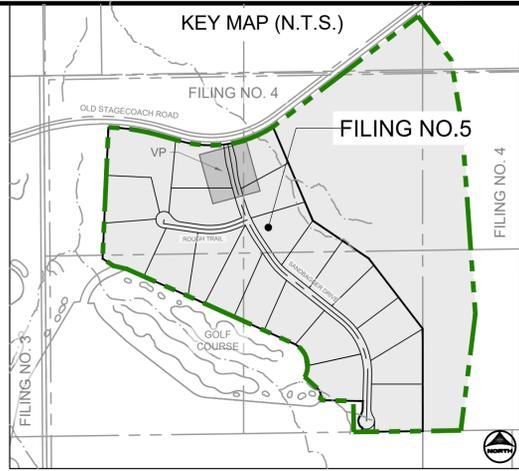 KEY MAP (N.T.S.)
FILING NO. 4
OLD STAGECOACH ROAD
FILING NO.5
VP
FILING NO. 4
ROUGH TRAIL
SANDBAGGER DRIVE
GOLF
COURSE
FILING NO. 3
NORTH